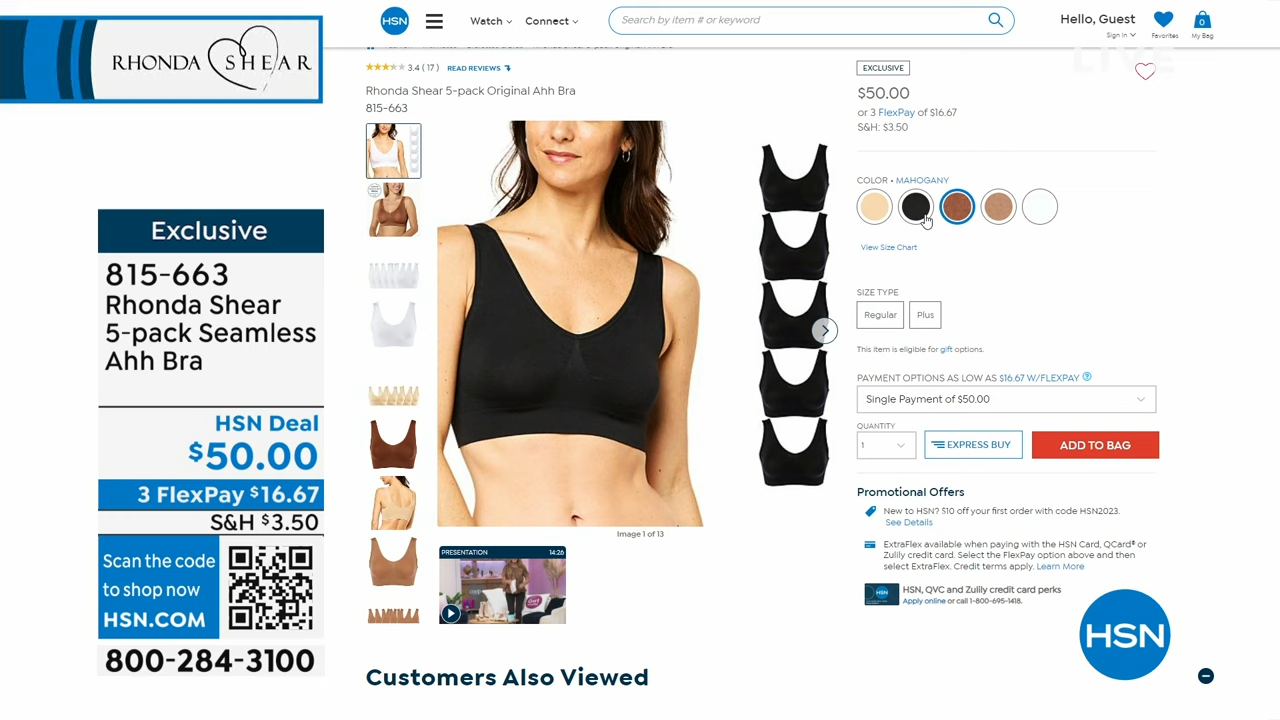 RHONDA SHEAR
Exclusive
815-663
Rhonda Shear
5-pack Seamless
Ahh Bra
HSN Deal
$50.00
3 FlexPay $16.67
S&H $3.50
Scan the code
to shop now
HSN.COM
800-284-3100
HSN
Watch
Connect
Search by item # or keyword
Hello, Guest
Sign In
Favorites
0
My Bag
LIVE
3.4 (17) READ REVIEWS
Rhonda Shear 5-pack Original Ahh Bra
815-663
Image 1 of 13
PRESENTATION 14:26
EXCLUSIVE
$50.00
or 3 FlexPay of $16.67
S&H: $3.50
COLOR • MAHOGANY
View Size Chart
SIZE TYPE
Regular Plus
This item is eligible for gift options.
PAYMENT OPTIONS AS LOW AS $16.67 W/FLEXPAY ?
Single Payment of $50.00
QUANTITY
1
EXPRESS BUY
ADD TO BAG
Promotional Offers
New to HSN? $10 off your first order with code HSN2023.
See Details
ExtraFlex available when paying with the HSN Card, QCard® or
Zulily credit card. Select the FlexPay option above and then
select ExtraFlex. Credit terms apply. Learn More
HSN, QVC and Zulily credit card perks
Apply online or call 1-800-695-1418.
HSN
Customers Also Viewed